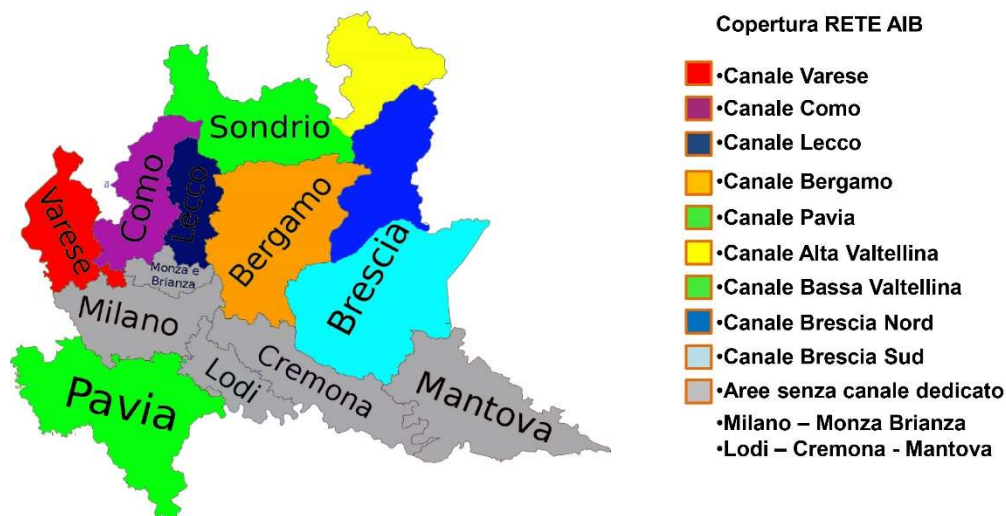 Copertura RETE AIB
•Canale Varese
•Canale Como
•Canale Lecco
•Canale Bergamo
•Canale Pavia
•Canale Alta Valtellina
•Canale Bassa Valtellina
•Canale Brescia Nord
•Canale Brescia Sud
•Aree senza canale dedicato
•Milano – Monza Brianza
•Lodi – Cremona - Mantova
Sondrio
Varese
Como
Lecco
Bergamo
Brescia
Monza e
Brianza
Milano
Lodi
Cremona
Mantova
Pavia